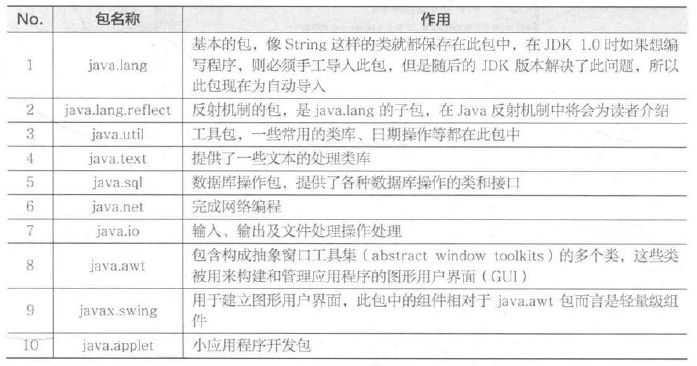 No. 包名称 作用
1 java.lang 基本的包，像 String 这样的类就都保存在此包中，在 JDK 1.0 时如果想编
写程序，则必须手工导入此包，但是随后的 JDK 版本解决了此问题，所以
此包现在为自动导入
2 java.lang.reflect 反射机制的包，是 java.lang 的子包，在 Java 反射机制中将会为读者介绍
3 java.util 工具包，一些常用的类库、日期操作等都在此包中
4 java.text 提供了一些文本的处理类库
5 java.sql 数据库操作包，提供了各种数据库操作的类和接口
6 java.net 完成网络编程
7 java.io 输入、输出及文件处理操作处理
8 java.awt 包含构成抽象窗口工具集（abstract window toolkits）的多个类，这些类
被用来构建和管理应用程序的图形用户界面（GUI）
9 javax.swing 用于建立图形用户界面，此包中的组件相对于 java.awt 包而言是轻量级组
件
10 java.applet 小应用程序开发包